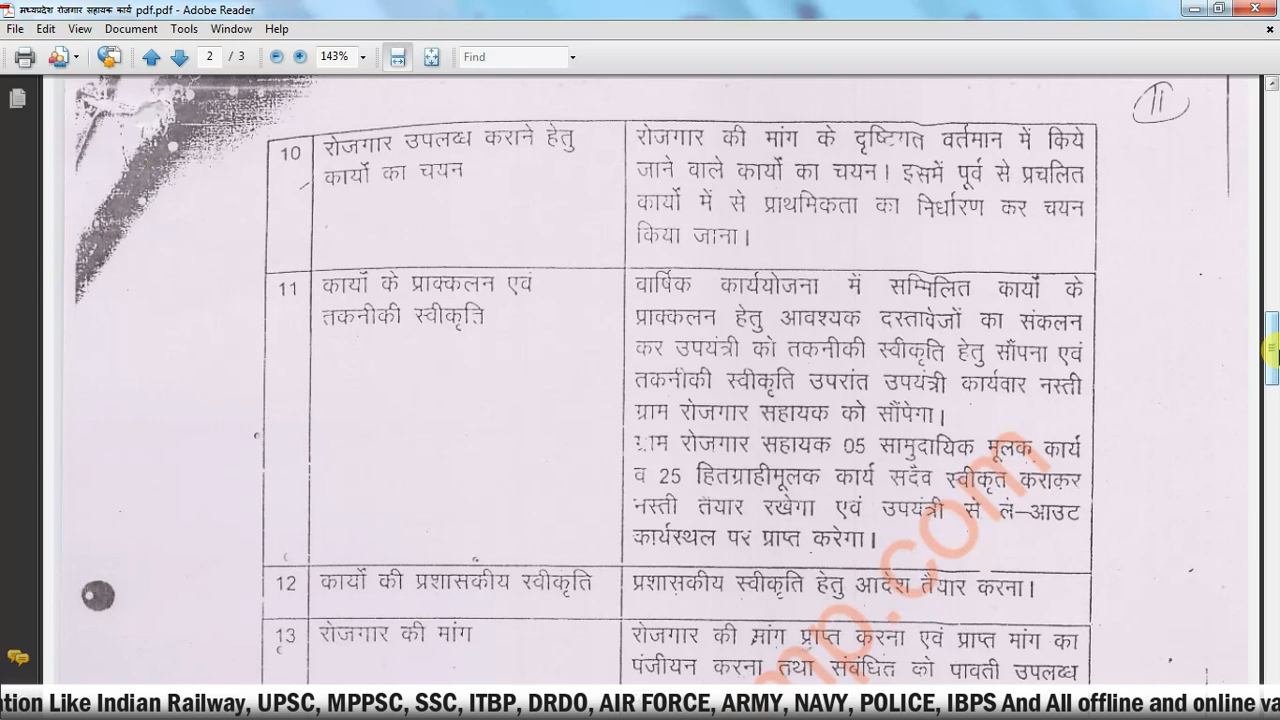 मध्यप्रदेश रोजगार सहायक कार्य pdf.pdf - Adobe Reader
File Edit View Document Tools Window Help
2 / 3 143% Find
11
10 रोजगार उपलब्ध कराने हेतु कार्यो का चयन
रोजगार की मांग के दृष्टिगत वर्तमान में किये
जाने वाले कार्यो का चयन। इसमें पूर्व से प्रचलित
कार्यो में से प्राथमिकता का निर्धारण कर चयन
किया जाना।
11 कार्यो के प्राक्कलन एवं
तकनीकी स्वीकृति
वार्षिक कार्ययोजना में सम्मिलित कार्यो के
प्राक्कलन हेतु आवश्यक दस्तावेजों का संकलन
कर उपयंत्री को तकनीकी स्वीकृति हेतु सौंपना एवं
तकनीकी स्वीकृति उपरांत उपयंत्री कार्यवार नस्ती
ग्राम रोजगार सहायक को सौंपेगा।
ग्राम रोजगार सहायक 05 सामुदायिक मूलक कार्य
व 25 हितग्राहीमूलक कार्य सदैव स्वीकृत कराकर
नस्ती तैयार रखेगा एवं उपयंत्री से ले–आउट
कार्यस्थल पर प्राप्त करेगा।
12 कार्यो की प्रशासकीय स्वीकृति
प्रशासकीय स्वीकृति हेतु आदेश तैयार करना।
13 रोजगार की मांग
रोजगार की मांग प्राप्त करना एवं प्राप्त मांग का
पंजीयन करना तथा संबंधित को पावती उपलब्ध
mp.com
tion Like Indian Railway, UPSC, MPPSC, SSC, ITBP, DRDO, AIR FORCE, ARMY, NAVY, POLICE, IBPS And All offline and online va